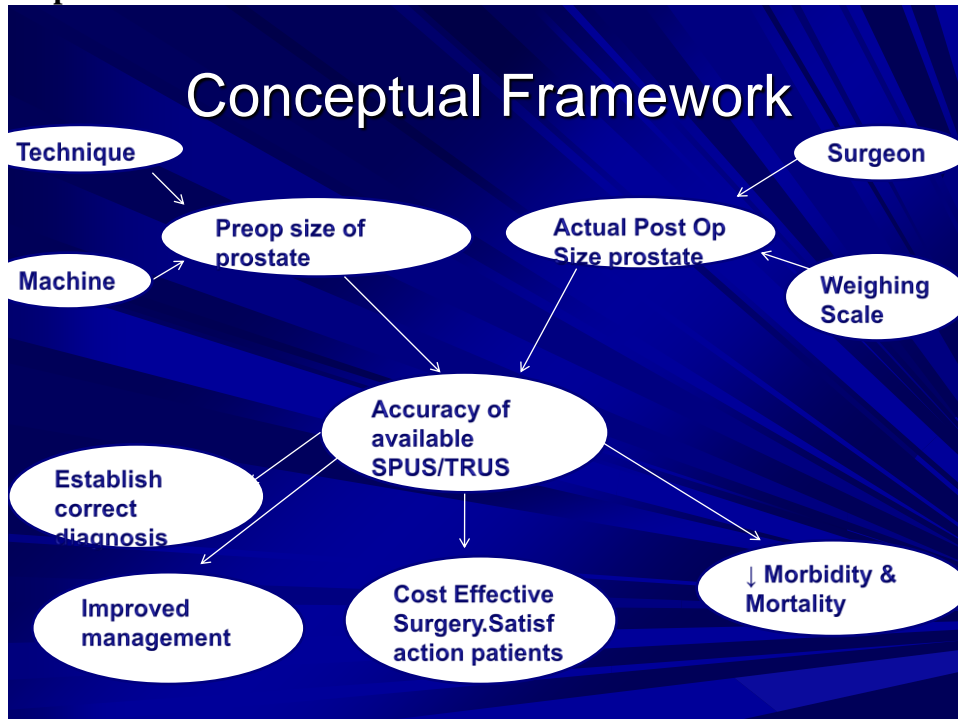 Conceptual Framework
Technique
Surgeon
Preop size of
prostate
Actual Post Op
Size prostate
Machine
Weighing
Scale
Accuracy of
available
SPUS/TRUS
Establish
correct
diagnosis
Improved
management
Cost Effective
Surgery.Satisf
action patients
↓ Morbidity &
Mortality